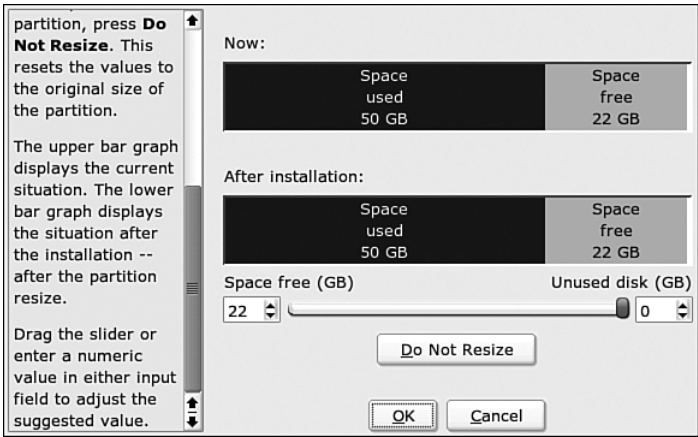 partition, press Do
Not Resize. This
resets the values to
the original size of
the partition.
The upper bar graph
displays the current
situation. The lower
bar graph displays
the situation after
the installation --
after the partition
resize.
Drag the slider or
enter a numeric
value in either input
field to adjust the
suggested value.
Now:
Space
used
50 GB
Space
free
22 GB
After installation:
Space
used
50 GB
Space
free
22 GB
Space free (GB)
Unused disk (GB)
22
0
Do Not Resize
OK
Cancel